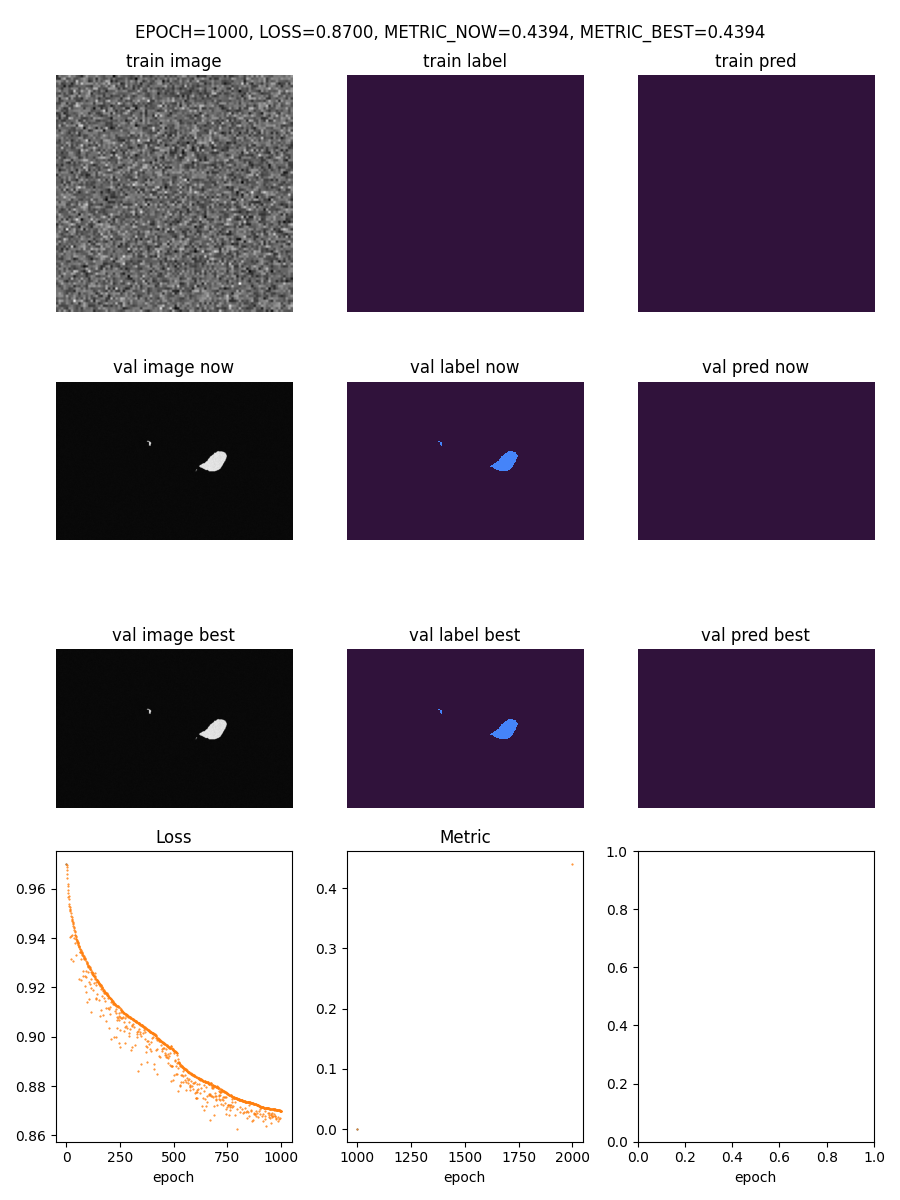 EPOCH=1000, LOSS=0.8700, METRIC_NOW=0.4394, METRIC_BEST=0.4394
train image train label train pred
val image now val label now val pred now
val image best val label best val pred best
Loss Metric
0.96
0.94
0.92
0.90
0.88
0.86
0 250 500 750 1000
epoch
0.4
0.3
0.2
0.1
0.0
1000 1250 1500 1750 2000
epoch
1.0
0.8
0.6
0.4
0.2
0.0
0.0 0.2 0.4 0.6 0.8 1.0
epoch